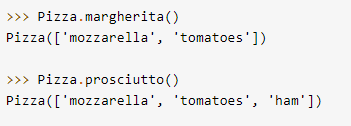 >>> Pizza.margherita()
Pizza(['mozzarella', 'tomatoes'])
>>> Pizza.prosciutto()
Pizza(['mozzarella', 'tomatoes', 'ham'])